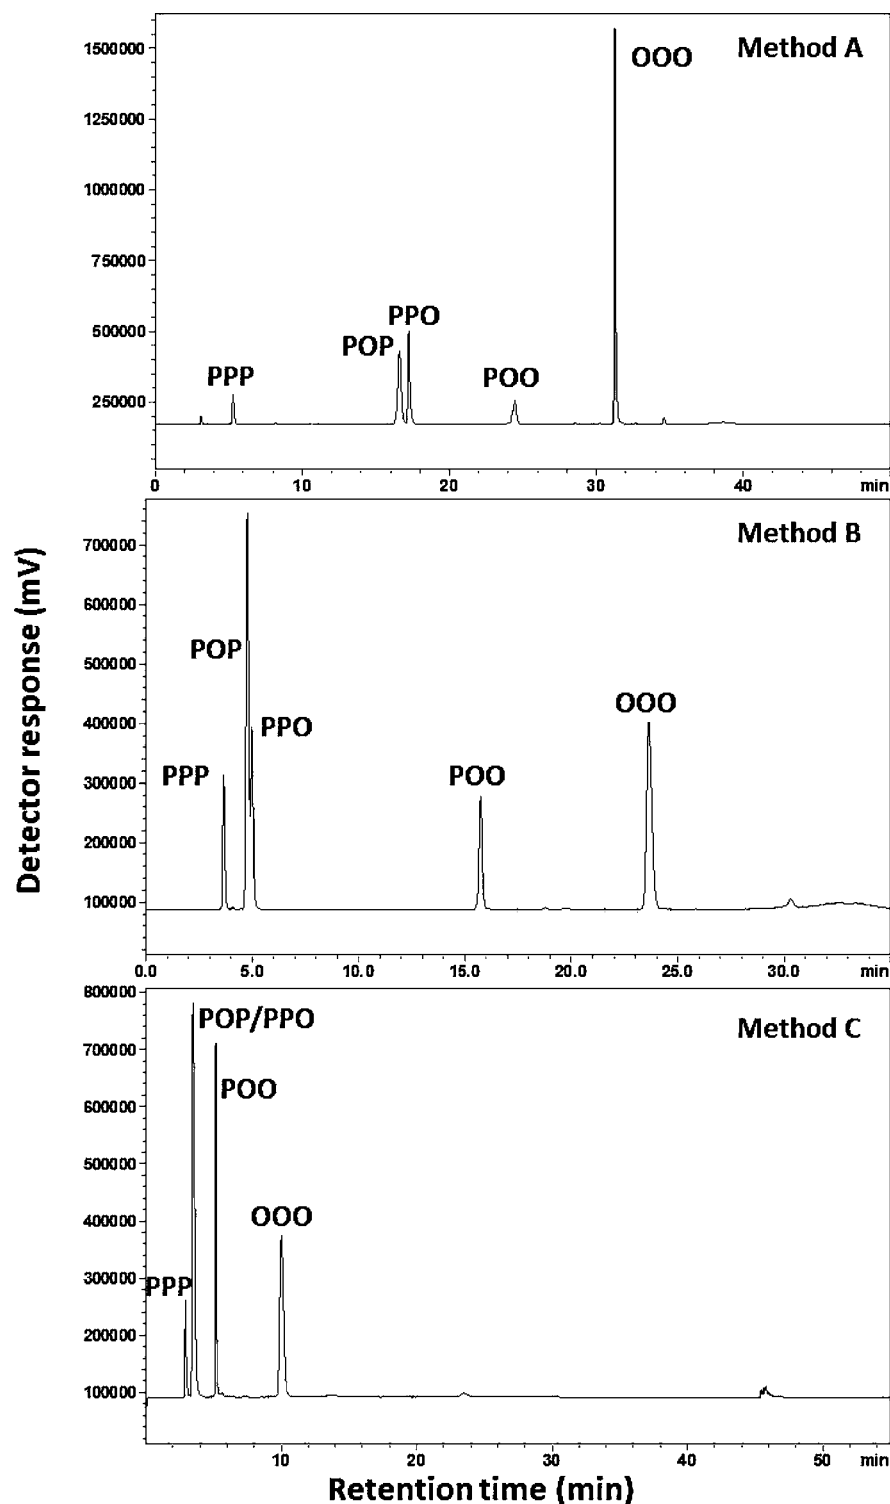 Method A
OOO
PPO
POP
PPP
POO
1500000
1250000
1000000
750000
500000
250000
0 10 20 30 40 min
Detector response (mV)
Method B
POP
PPO
PPP
POO
OOO
700000
600000
500000
400000
300000
200000
100000
0.0 5.0 10.0 15.0 20.0 25.0 30.0 min
Method C
POP/PPO
POO
OOO
PPP
800000
700000
600000
500000
400000
300000
200000
100000
10 20 30 40 50 min
Retention time (min)